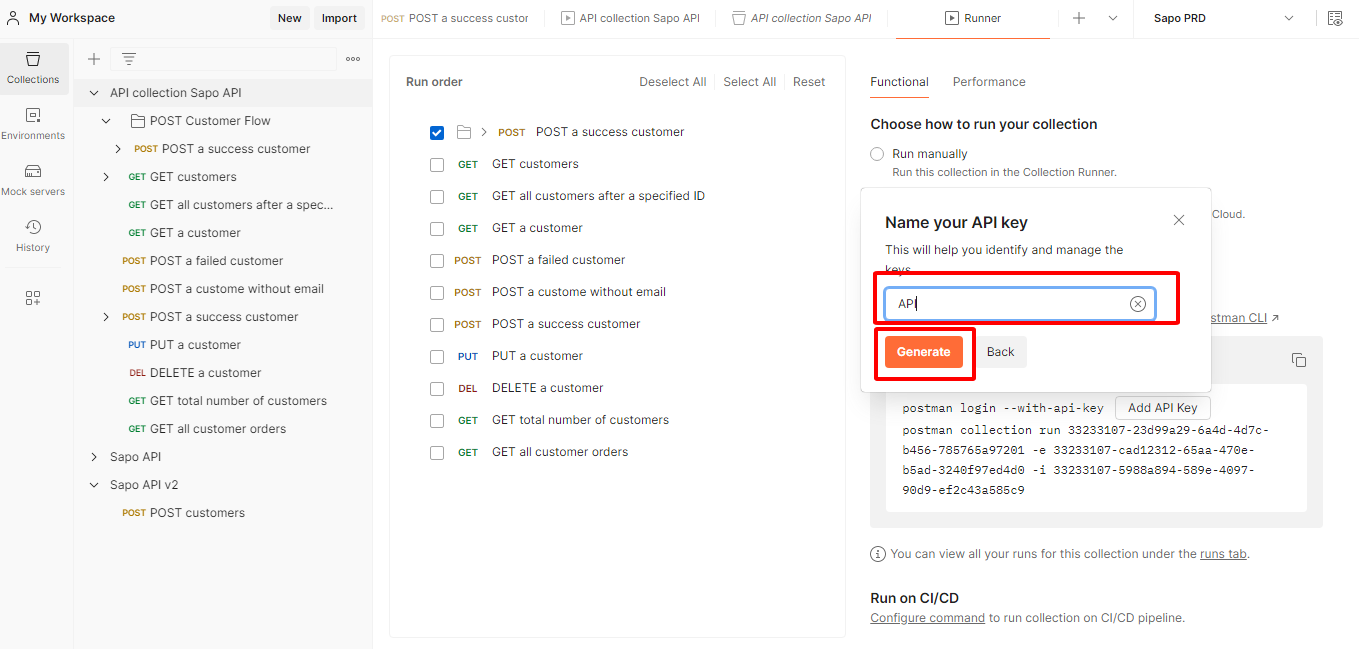 My Workspace
New
Import
POST POST a success custor
API collection Sapo API
API collection Sapo API
Runner
Sapo PRD
Collections
Environments
Mock servers
History
API collection Sapo API
POST Customer Flow
POST POST a success customer
GET GET customers
GET GET all customers after a spec...
GET GET a customer
POST POST a failed customer
POST POST a custome without email
POST POST a success customer
PUT PUT a customer
DEL DELETE a customer
GET GET total number of customers
GET GET all customer orders
Sapo API
Sapo API v2
POST POST customers
Run order
Deselect All
Select All
Reset
POST POST a success customer
GET GET customers
GET GET all customers after a specified ID
GET GET a customer
POST POST a failed customer
POST POST a custome without email
POST POST a success customer
PUT PUT a customer
DEL DELETE a customer
GET GET total number of customers
GET GET all customer orders
Functional
Performance
Choose how to run your collection
Run manually
Run this collection in the Collection Runner.
Cloud.
Name your API key
This will help you identify and manage the
keys
API
Generate
Back
stman CLI
postman login --with-api-key Add API Key
postman collection run 33233107-23d99a29-6a4d-4d7c-
b456-785765a97201 -e 33233107-cad12312-65aa-470e-
b5ad-3240f97ed4d0 -i 33233107-5988a894-589e-4097-
90d9-ef2c43a585c9
You can view all your runs for this collection under the runs tab.
Run on CI/CD
Configure command to run collection on CI/CD pipeline.